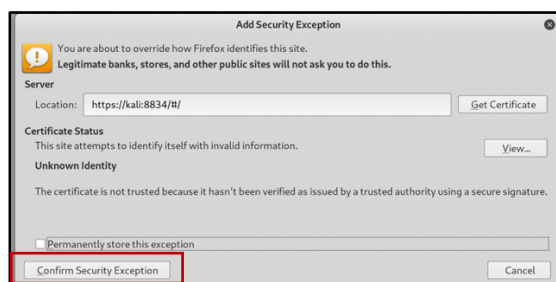 Add Security Exception
You are about to override how Firefox identifies this site.
Legitimate banks, stores, and other public sites will not ask you to do this.
Server
Location: https://kali:8834/#/ Get Certificate
Certificate Status
This site attempts to identify itself with invalid information. View...
Unknown Identity
The certificate is not trusted because it hasn't been verified as issued by a trusted authority using a secure signature.
Permanently store this exception
Confirm Security Exception Cancel